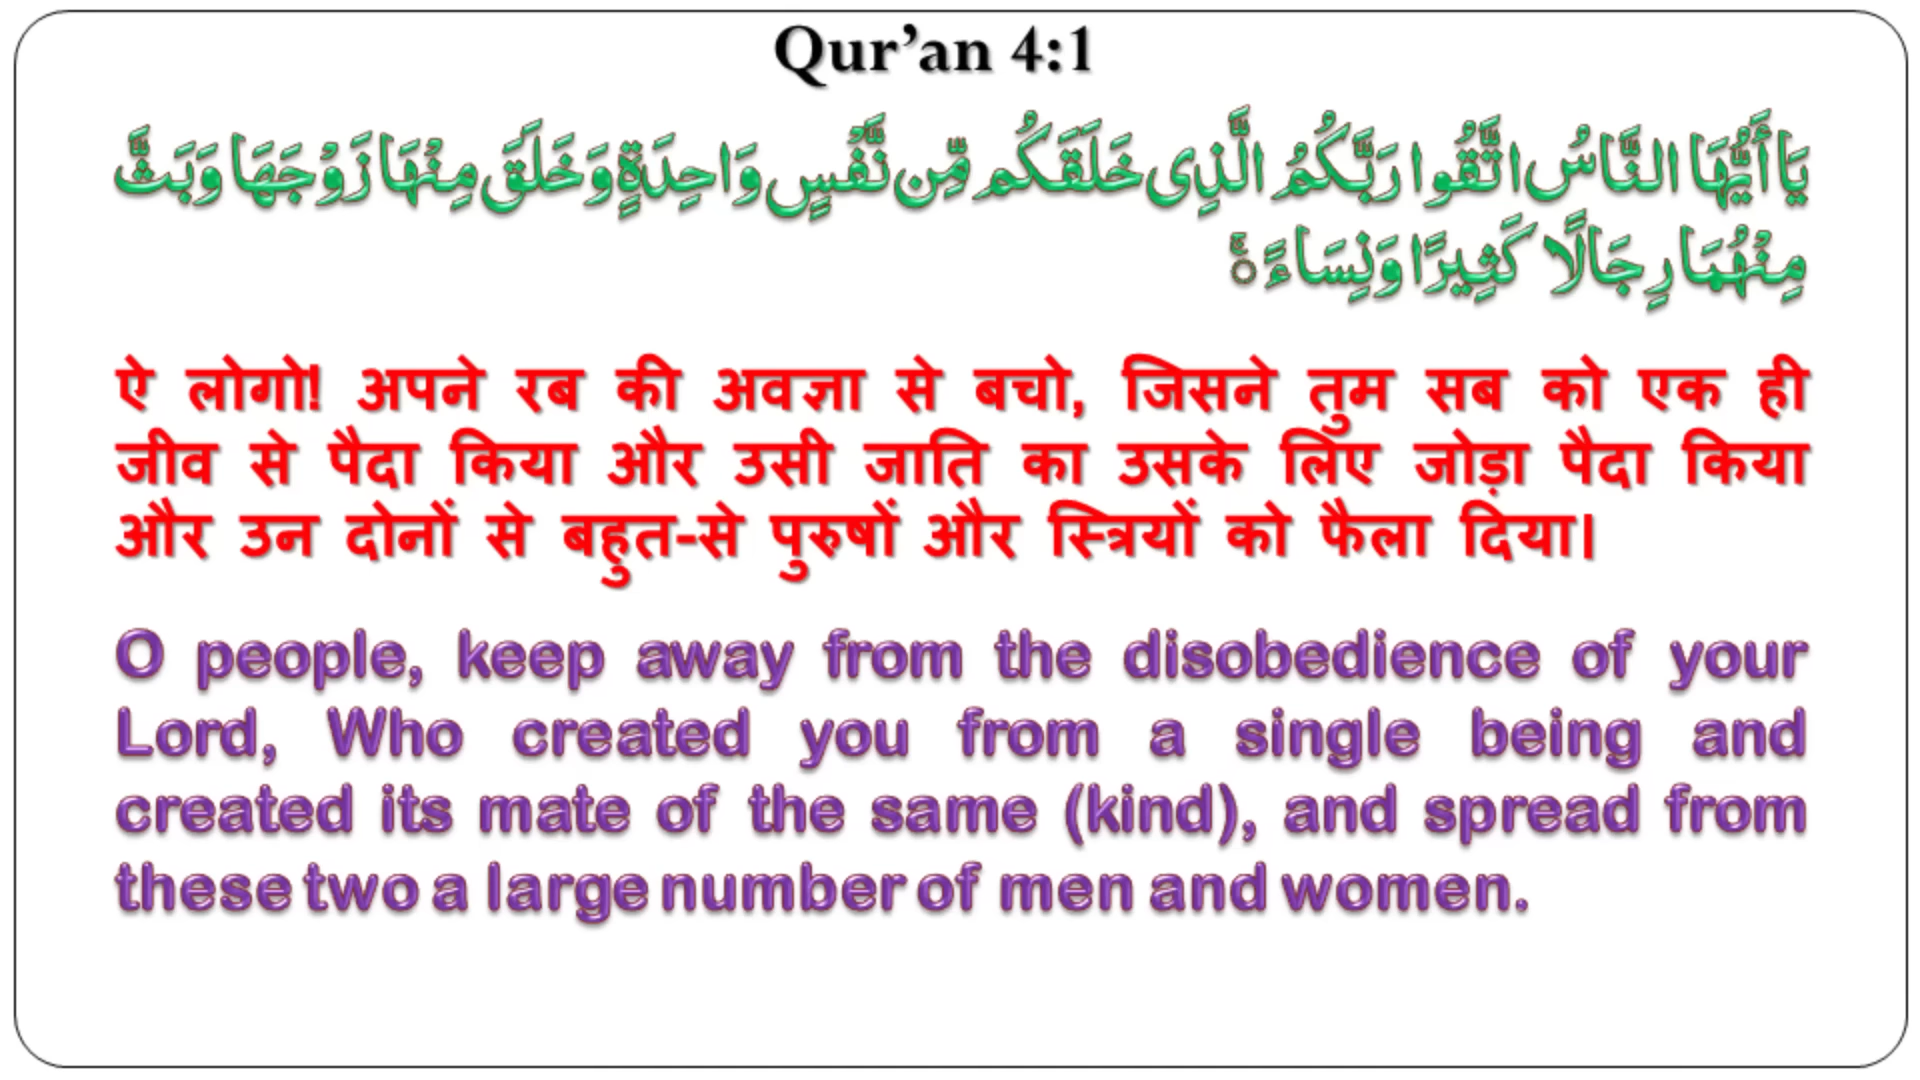 Qur’an 4:1
يَا أَيُّهَا النَّاسُ اتَّقُوا رَبَّكُمُ الَّذِى خَلَقَكُم مِّن نَّفْسٍ وَاحِدَةٍ وَخَلَقَ مِنْهَا زَوْجَهَا وَبَثَّ
مِنْهُمَا رِجَالًا كَثِيرًا وَنِسَاءً ۚ
ऐ लोगो! अपने रब की अवज्ञा से बचो, जिसने तुम सब को एक ही
जीव से पैदा किया और उसी जाति का उसके लिए जोड़ा पैदा किया
और उन दोनों से बहुत-से पुरुषों और स्त्रियों को फैला दिया।
O people, keep away from the disobedience of your
Lord, Who created you from a single being and
created its mate of the same (kind), and spread from
these two a large number of men and women.